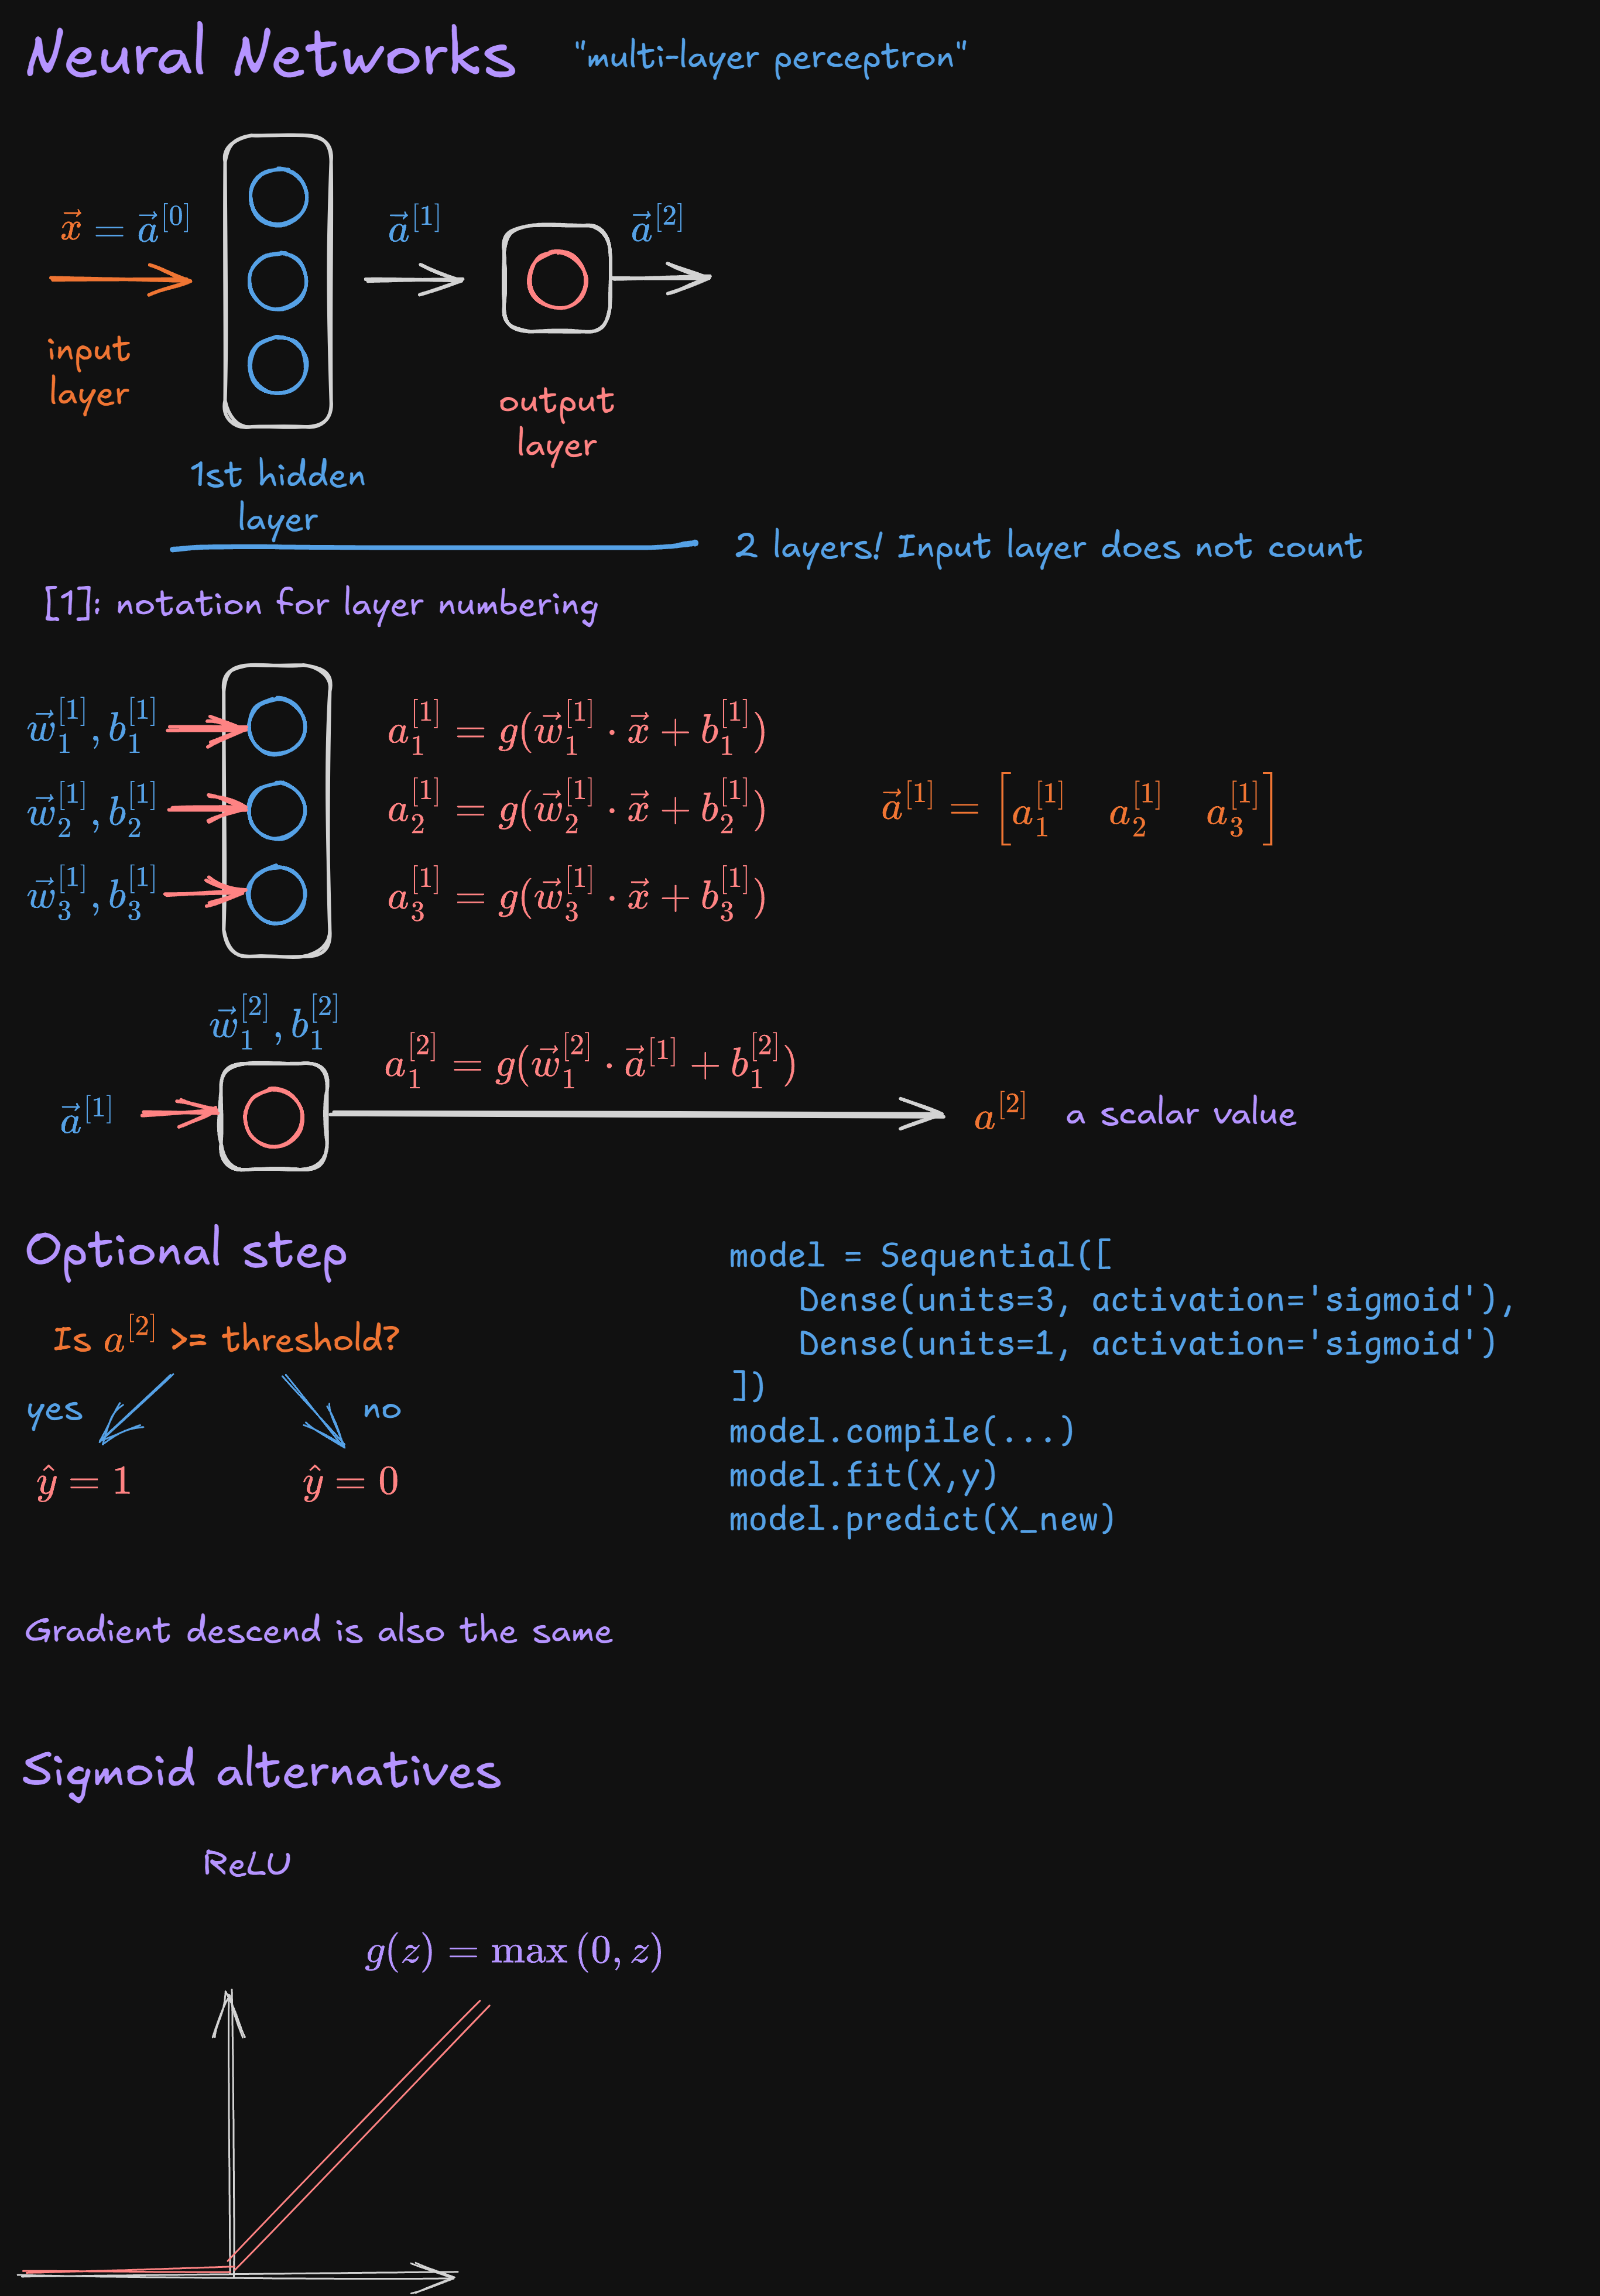 Neural Networks
"multi-layer perceptron"
$\vec{x} = \vec{a}^{[0]}$
$\vec{a}^{[1]}$
$\vec{a}^{[2]}$
input
layer
output
layer
1st hidden
layer
2 layers! Input layer does not count
[1]: notation for layer numbering
$\vec{w}_1^{[1]}, b_1^{[1]}$
$a_1^{[1]} = g(\vec{w}_1^{[1]} \cdot \vec{x} + b_1^{[1]})$
$\vec{w}_2^{[1]}, b_2^{[1]}$
$a_2^{[1]} = g(\vec{w}_2^{[1]} \cdot \vec{x} + b_2^{[1]})$
$\vec{a}^{[1]} = \begin{bmatrix} a_1^{[1]} & a_2^{[1]} & a_3^{[1]} \end{bmatrix}$
$\vec{w}_3^{[1]}, b_3^{[1]}$
$a_3^{[1]} = g(\vec{w}_3^{[1]} \cdot \vec{x} + b_3^{[1]})$
$\vec{w}_1^{[2]}, b_1^{[2]}$
$a_1^{[2]} = g(\vec{w}_1^{[2]} \cdot \vec{a}^{[1]} + b_1^{[2]})$
$\vec{a}^{[1]}$
$a^{[2]}$ a scalar value
Optional step
Is $a^{[2]}$ >= threshold?
yes
no
$\hat{y} = 1$
$\hat{y} = 0$
model = Sequential([
    Dense(units=3, activation='sigmoid'),
    Dense(units=1, activation='sigmoid')
])
model.compile(...)
model.fit(X,y)
model.predict(X_new)
Gradient descend is also the same
Sigmoid alternatives
ReLU
$g(z) = \max(0, z)$